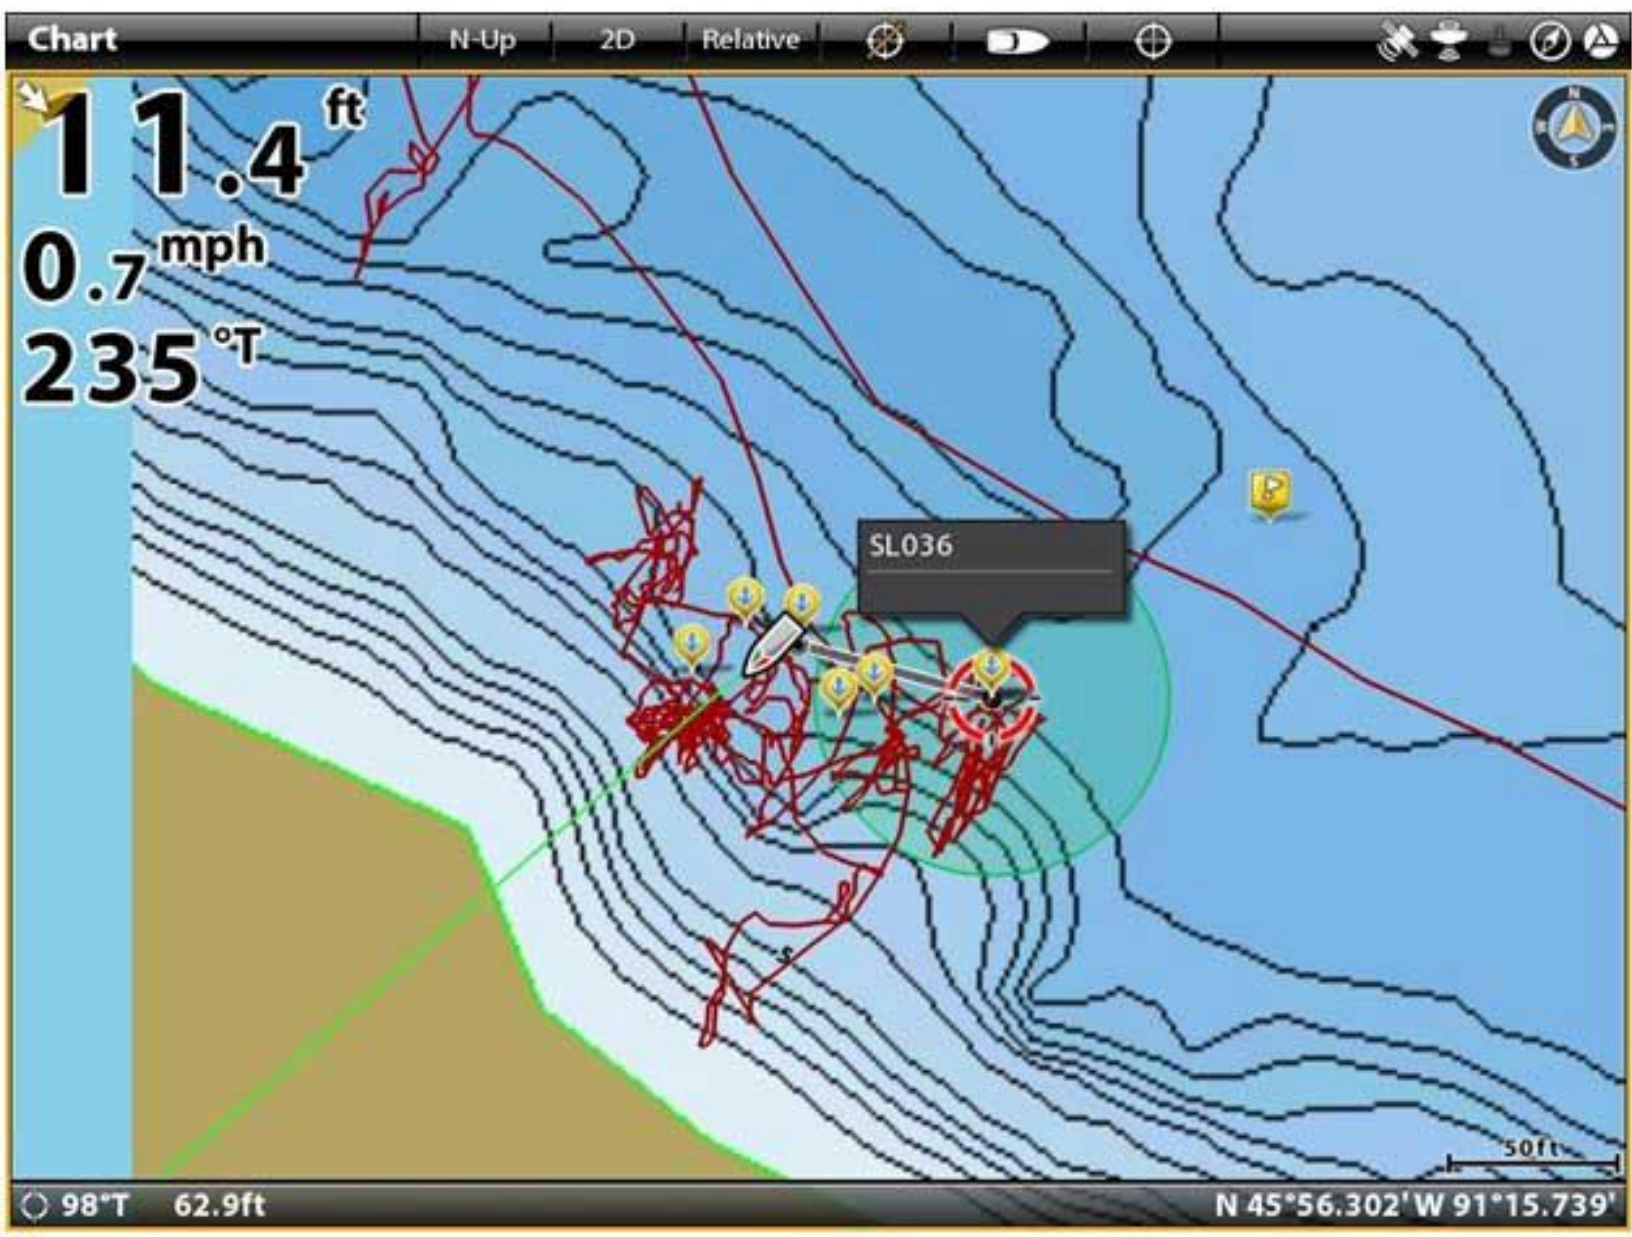 Chart N-Up 2D Relative
11.4 ft
0.7 mph
235 °T
SL036
S
50ft
98°T 62.9ft N 45°56.302' W 91°15.739'